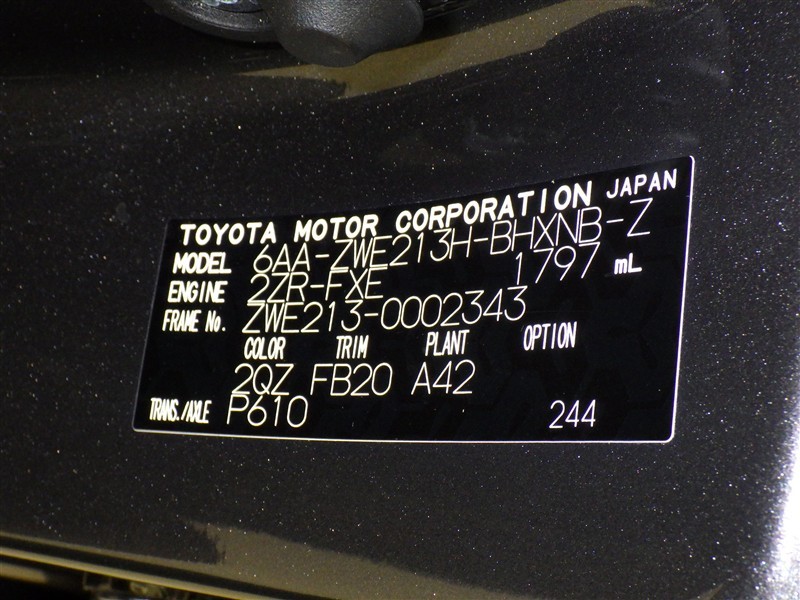 TOYOTA MOTOR CORPORATION JAPAN
MODEL 6AA-ZWE213H-BHXNB-Z
ENGINE 2ZR-FXE 1797 mL
FRAME No. ZWE213-0002343
COLOR TRIM PLANT OPTION
2QZ FB20 A42
TRANS./AXLE P610 244